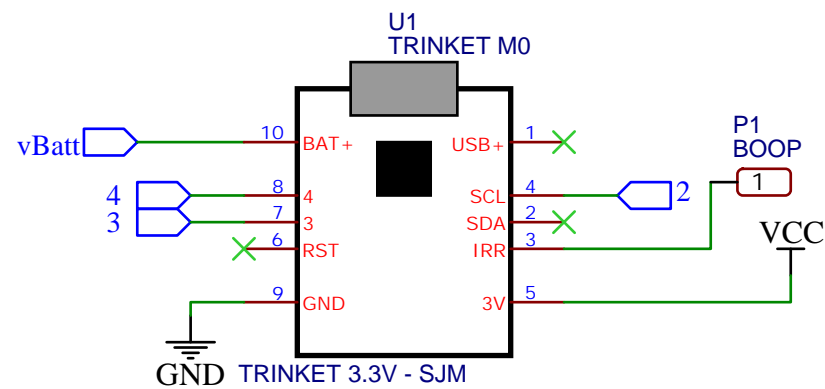 U1
TRINKET M0
vBatt 10 BAT+ USB+ 1
P1
BOOP
4 8 4 SCL 4 2 1
3 7 3 SDA 2
6 RST IRR 3 VCC
9 GND 3V 5
GND TRINKET 3.3V - SJM